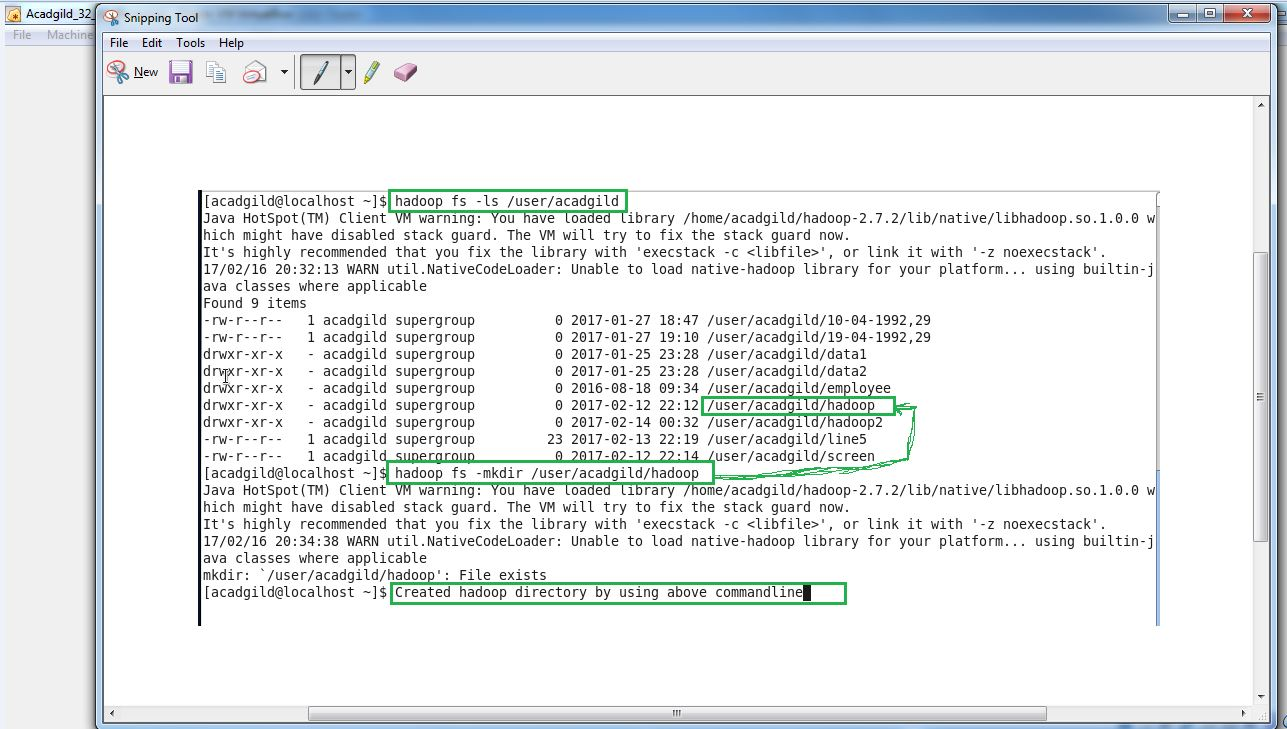 Acadgild_32_
Snipping Tool
File Machine
File Edit Tools Help
New
[acadgild@localhost ~]$ hadoop fs -ls /user/acadgild
Java HotSpot(TM) Client VM warning: You have loaded library /home/acadgild/hadoop-2.7.2/lib/native/libhadoop.so.1.0.0 w
hich might have disabled stack guard. The VM will try to fix the stack guard now.
It's highly recommended that you fix the library with 'execstack -c <libfile>', or link it with '-z noexecstack'.
17/02/16 20:32:13 WARN util.NativeCodeLoader: Unable to load native-hadoop library for your platform... using builtin-j
ava classes where applicable
Found 9 items
-rw-r--r--   1 acadgild supergroup          0 2017-01-27 18:47 /user/acadgild/10-04-1992,29
-rw-r--r--   1 acadgild supergroup          0 2017-01-27 19:10 /user/acadgild/19-04-1992,29
drwxr-xr-x   - acadgild supergroup          0 2017-01-25 23:28 /user/acadgild/data1
drwxr-xr-x   - acadgild supergroup          0 2017-01-25 23:28 /user/acadgild/data2
drwxr-xr-x   - acadgild supergroup          0 2016-08-18 09:34 /user/acadgild/employee
drwxr-xr-x   - acadgild supergroup          0 2017-02-12 22:12 /user/acadgild/hadoop
drwxr-xr-x   - acadgild supergroup          0 2017-02-14 00:32 /user/acadgild/hadoop2
-rw-r--r--   1 acadgild supergroup         23 2017-02-13 22:19 /user/acadgild/line5
-rw-r--r--   1 acadgild supergroup          0 2017-02-12 22:14 /user/acadgild/screen
[acadgild@localhost ~]$ hadoop fs -mkdir /user/acadgild/hadoop
Java HotSpot(TM) Client VM warning: You have loaded library /home/acadgild/hadoop-2.7.2/lib/native/libhadoop.so.1.0.0 w
hich might have disabled stack guard. The VM will try to fix the stack guard now.
It's highly recommended that you fix the library with 'execstack -c <libfile>', or link it with '-z noexecstack'.
17/02/16 20:34:38 WARN util.NativeCodeLoader: Unable to load native-hadoop library for your platform... using builtin-j
ava classes where applicable
mkdir: `/user/acadgild/hadoop': File exists
[acadgild@localhost ~]$ Created hadoop directory by using above commandline